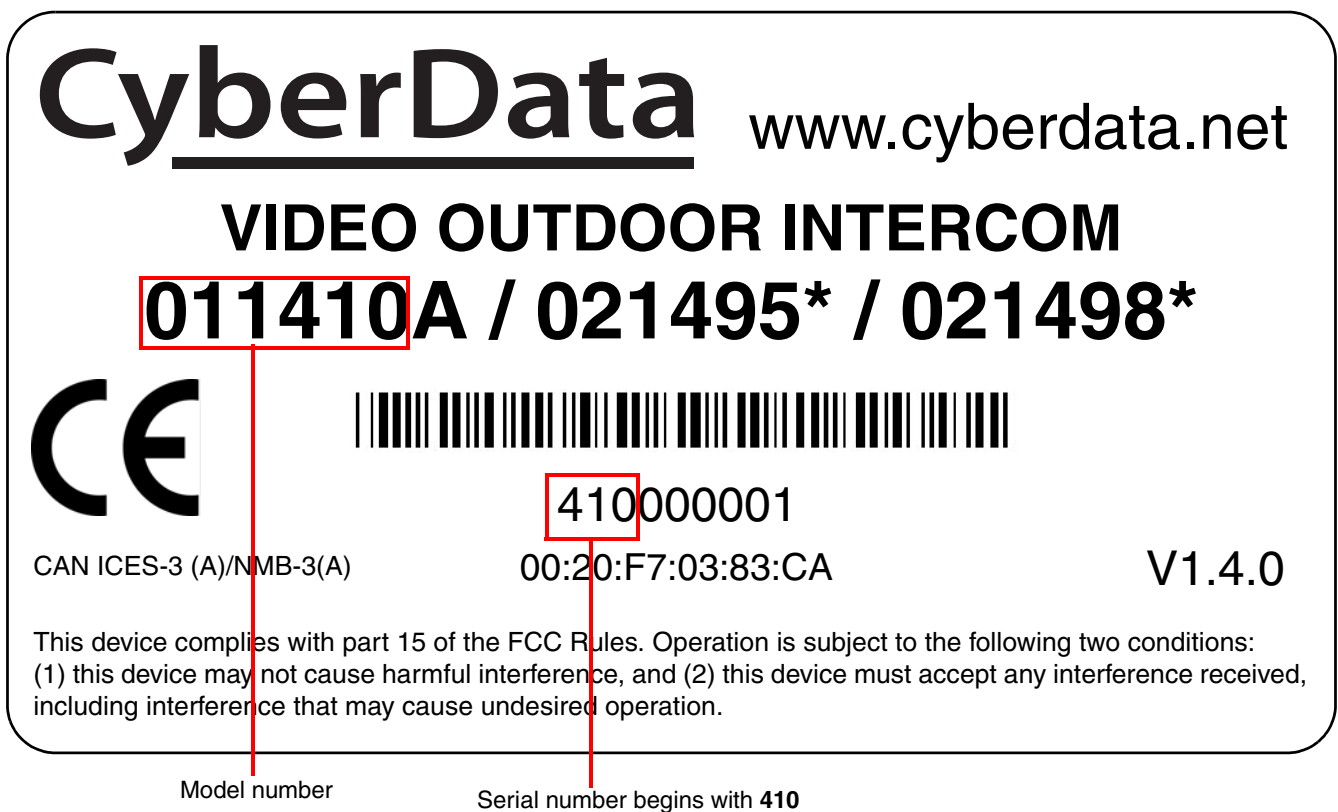 CyberData www.cyberdata.net
VIDEO OUTDOOR INTERCOM
011410A / 021495* / 021498*
CE
410000001
CAN ICES-3 (A)/NMB-3(A) 00:20:F7:03:83:CA V1.4.0
This device complies with part 15 of the FCC Rules. Operation is subject to the following two conditions:
(1) this device may not cause harmful interference, and (2) this device must accept any interference received,
including interference that may cause undesired operation.
Model number
Serial number begins with 410